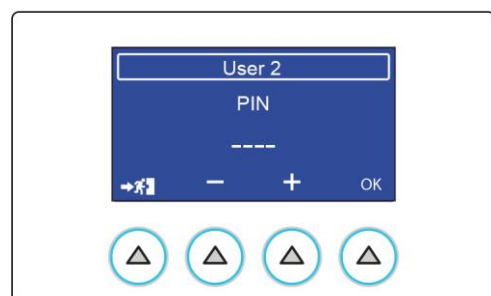 User 2
PIN
----
− + OK